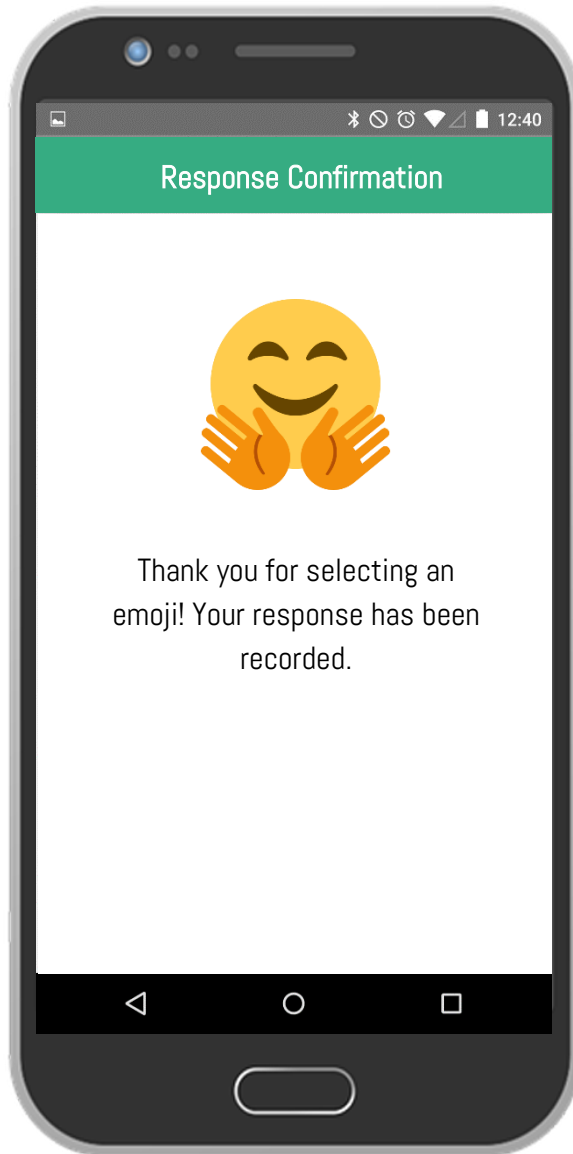 12:40
Response Confirmation
Thank you for selecting an
emoji! Your response has been
recorded.